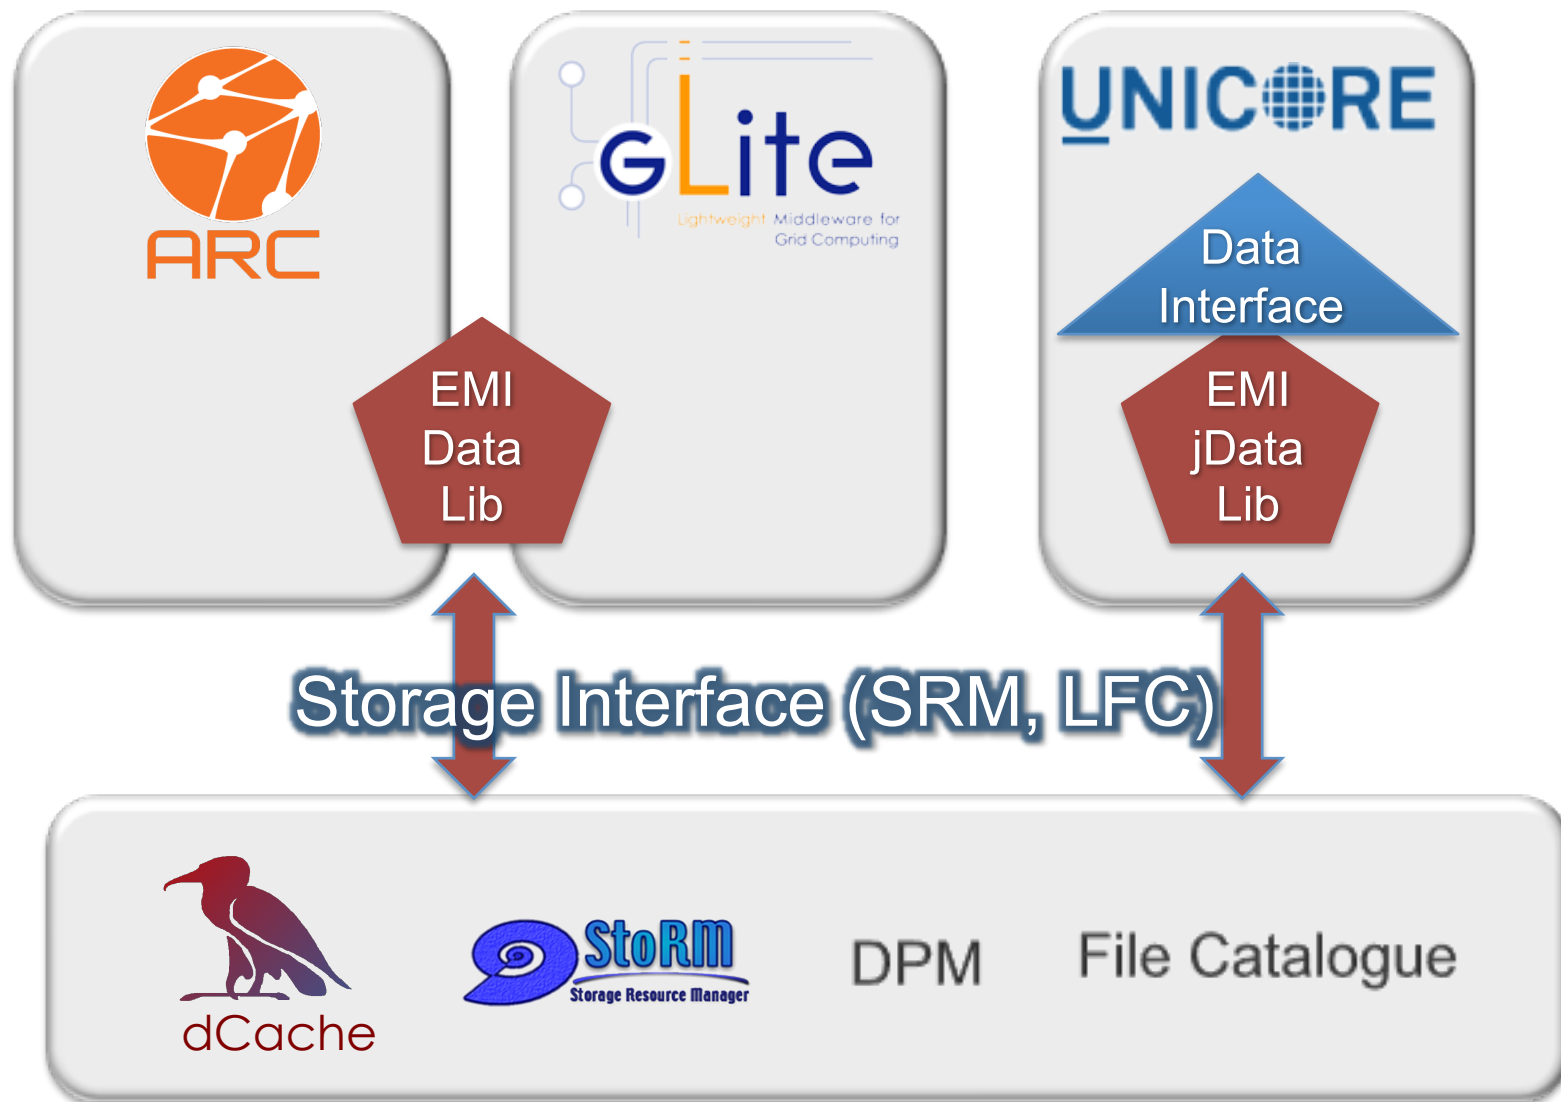 ARC
gLite
Lightweight Middleware for
Grid Computing
UNICORE
Data
Interface
EMI
Data
Lib
EMI
jData
Lib
Storage Interface (SRM, LFC)
dCache
StoRM
Storage Resource Manager
DPM
File Catalogue